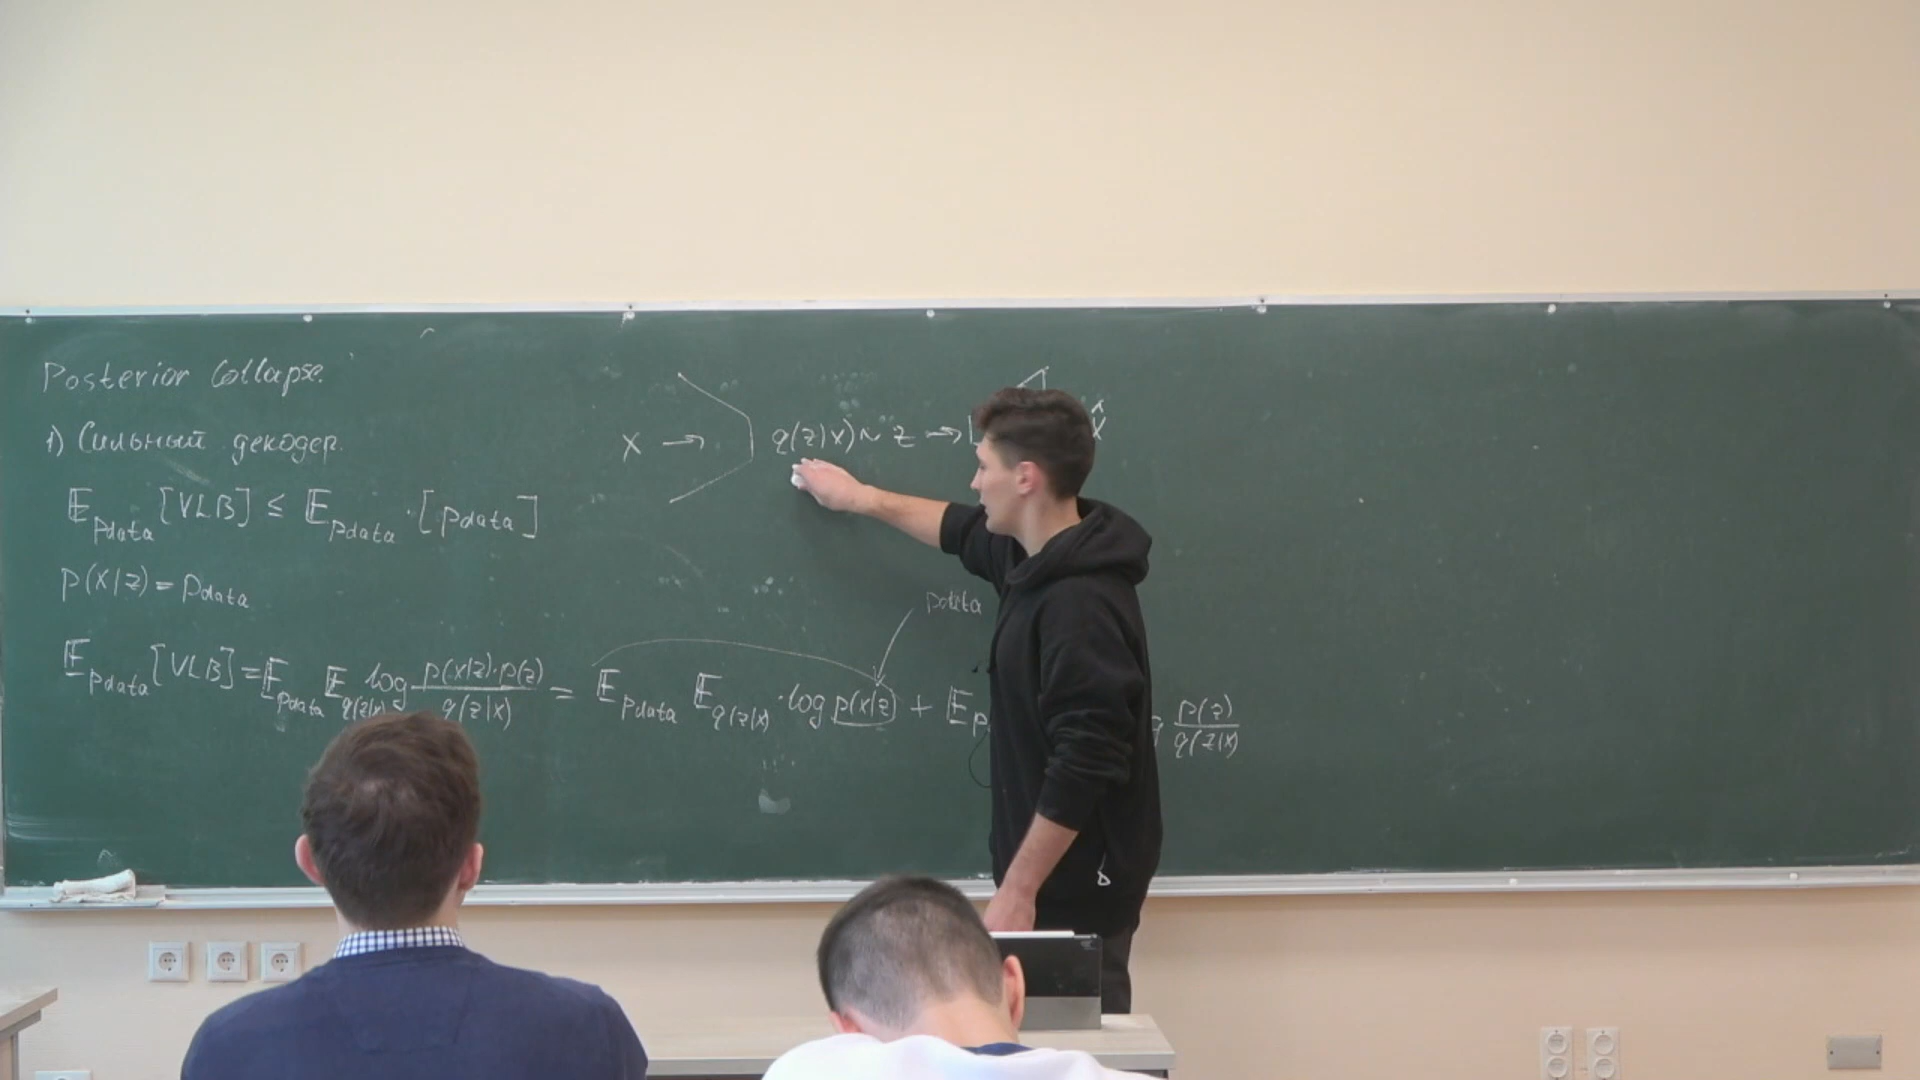 Posterior Collapse.
1) Сильный декодер.
X → q(z|x) ~ z → X̂
E_pdata [VLB] ≤ E_pdata · [pdata]
p(x|z) = pdata
pdata
E_pdata [VLB] = E_pdata E_q(z|x) log p(x|z)·p(z) / q(z|x) = E_pdata E_q(z|x) · log p(x|z) + E_p p(z) / q(z|x)